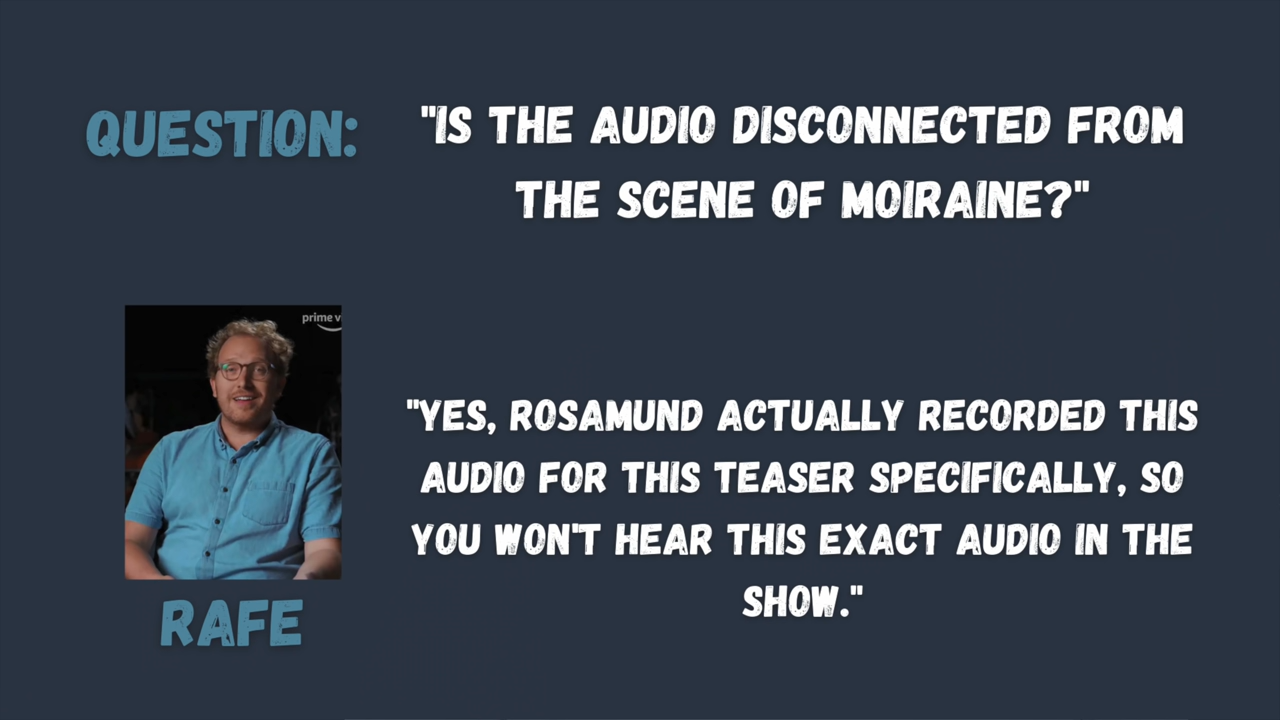 QUESTION:
"IS THE AUDIO DISCONNECTED FROM
THE SCENE OF MOIRAINE?"
prime v
"YES, ROSAMUND ACTUALLY RECORDED THIS
AUDIO FOR THIS TEASER SPECIFICALLY, SO
YOU WON'T HEAR THIS EXACT AUDIO IN THE
SHOW."
RAFE